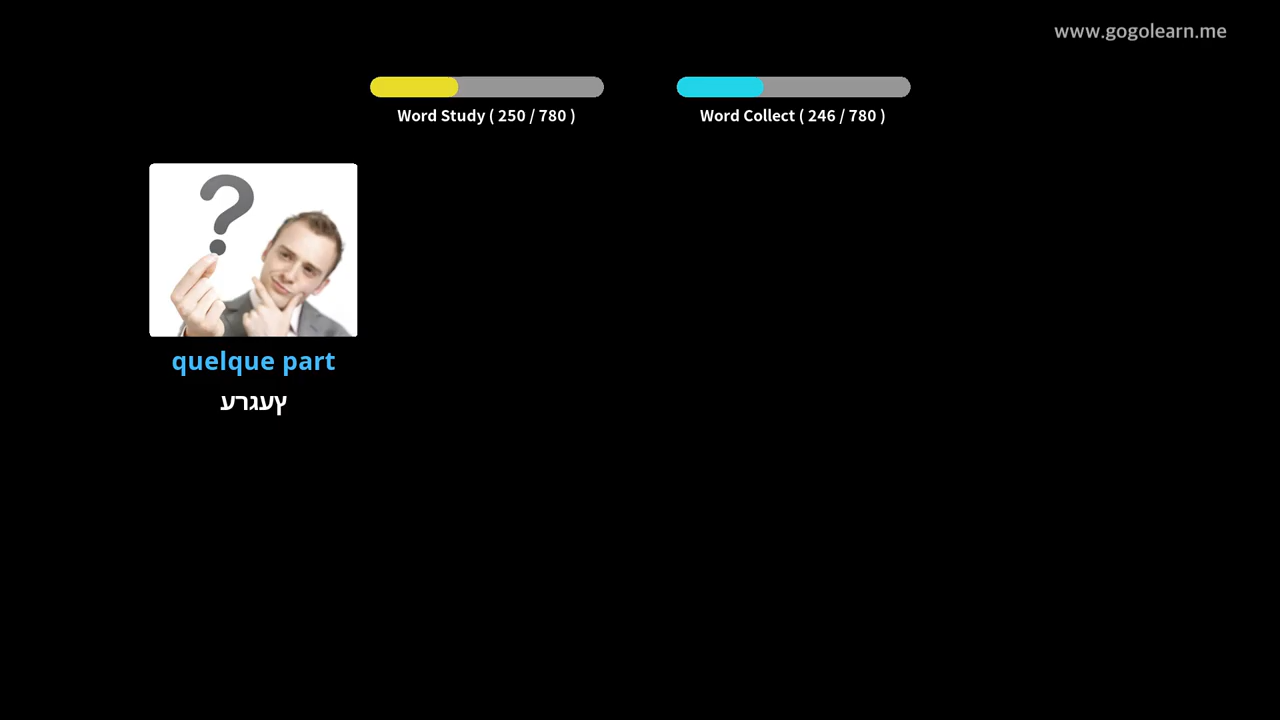 www.gogolearn.me
Word Study ( 250 / 780 )
Word Collect ( 246 / 780 )
quelque part
ץעגרע